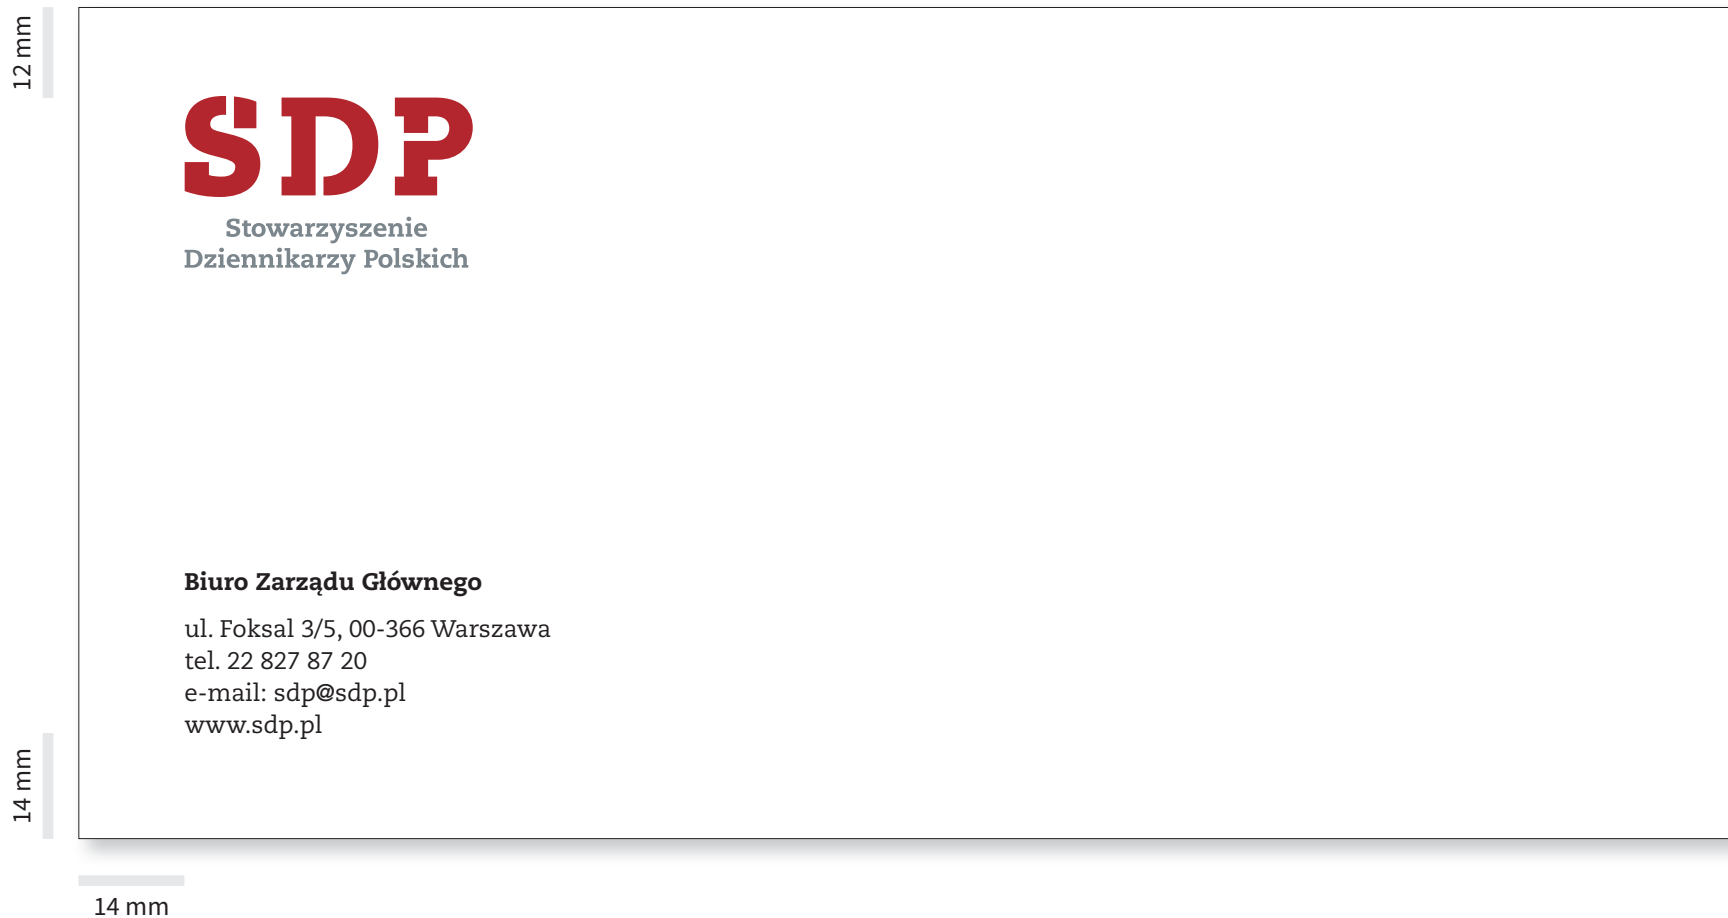 12 mm
SDP
Stowarzyszenie
Dziennikarzy Polskich
Biuro Zarządu Głównego
ul. Foksal 3/5, 00-366 Warszawa
tel. 22 827 87 20
e-mail: sdp@sdp.pl
www.sdp.pl
14 mm
14 mm